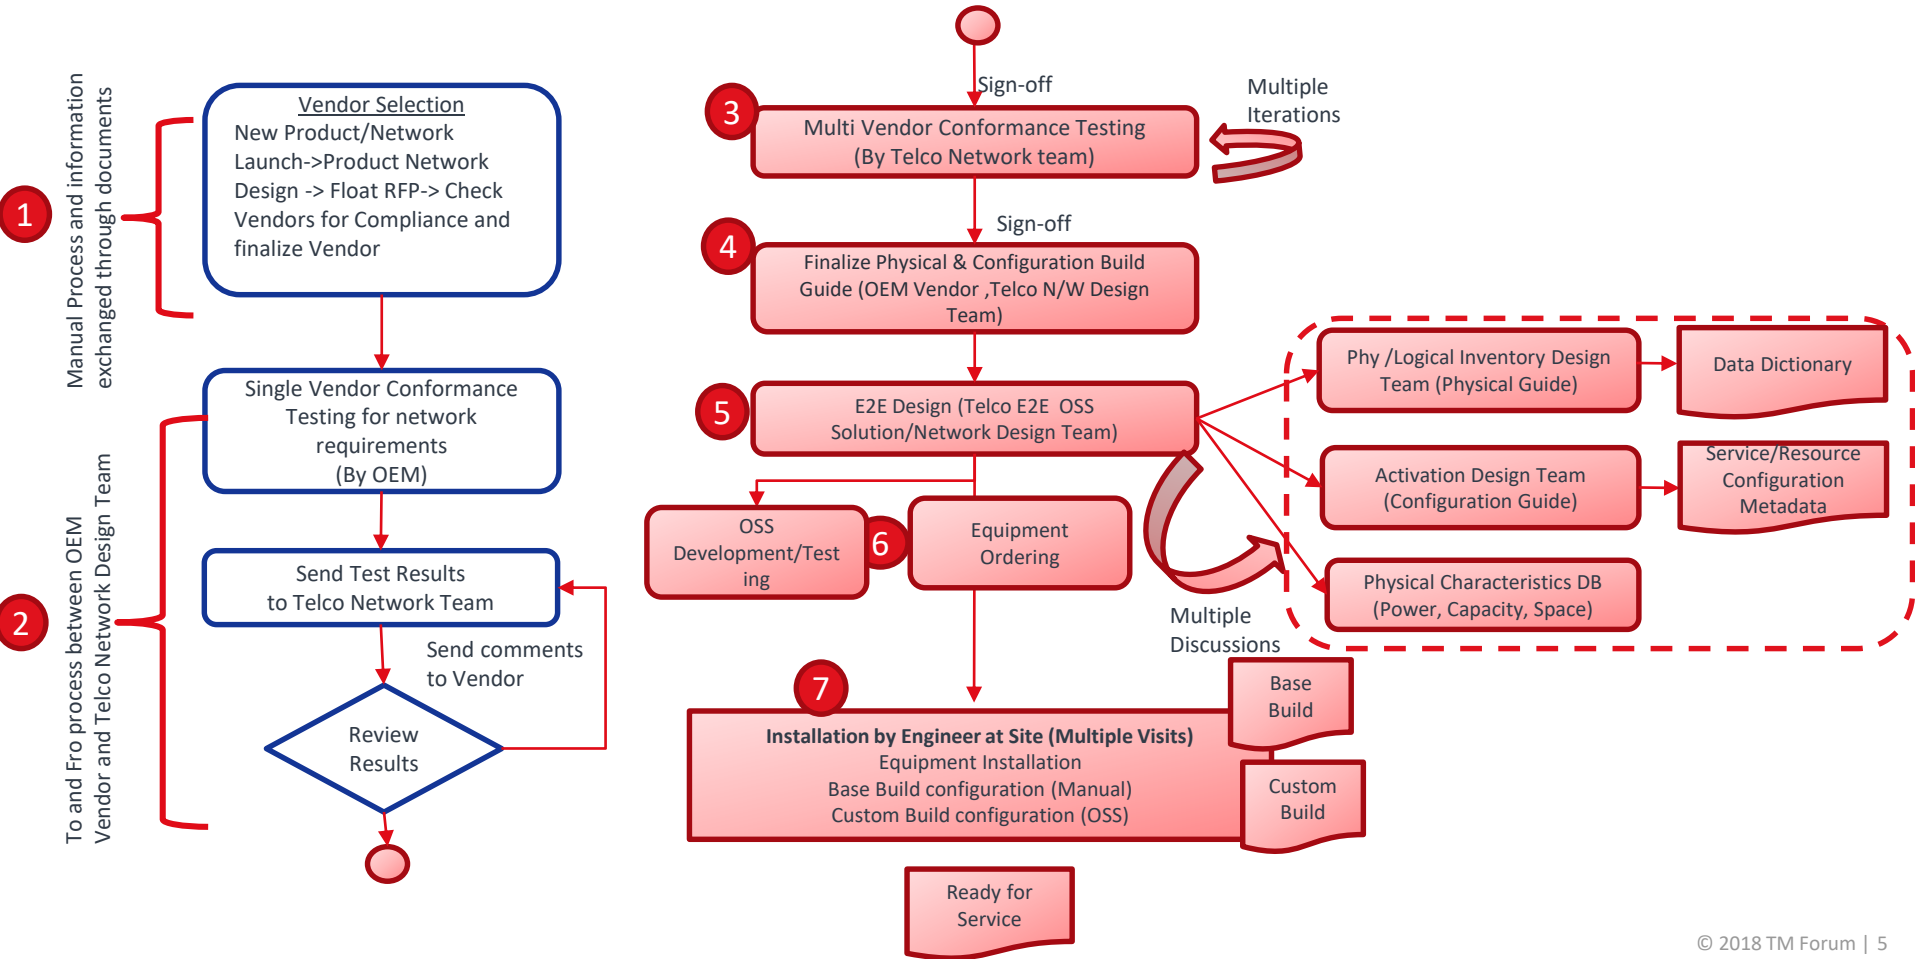 1
Manual Process and information
exchanged through documents
Vendor Selection
New Product/Network
Launch->Product Network
Design -> Float RFP-> Check
Vendors for Compliance and
finalize Vendor
2
To and Fro process between OEM
Vendor and Telco Network Design Team
Single Vendor Conformance
Testing for network
requirements
(By OEM)
Send Test Results
to Telco Network Team
Send comments
to Vendor
Review
Results
Sign-off
3
Multi Vendor Conformance Testing
(By Telco Network team)
Multiple
Iterations
Sign-off
4
Finalize Physical & Configuration Build
Guide (OEM Vendor ,Telco N/W Design
Team)
5
E2E Design (Telco E2E  OSS
Solution/Network Design Team)
OSS
Development/Test
ing
6
Equipment
Ordering
Multiple
Discussions
Phy /Logical Inventory Design
Team (Physical Guide)
Data Dictionary
Activation Design Team
(Configuration Guide)
Service/Resource
Configuration
Metadata
Physical Characteristics DB
(Power, Capacity, Space)
7
Installation by Engineer at Site (Multiple Visits)
Equipment Installation
Base Build configuration (Manual)
Custom Build configuration (OSS)
Base
Build
Custom
Build
Ready for
Service
© 2018 TM Forum | 5